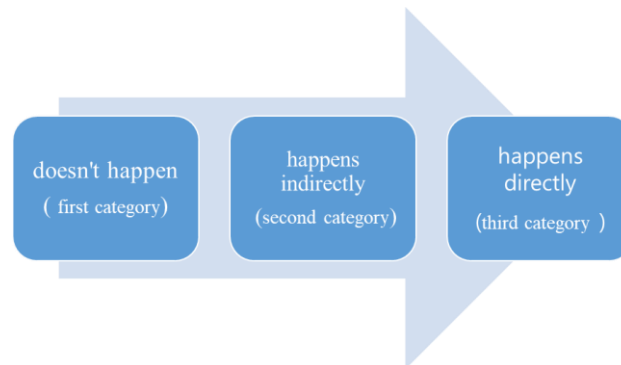 doesn't happen
( first category)
happens
indirectly
(second category)
happens
directly
(third category )